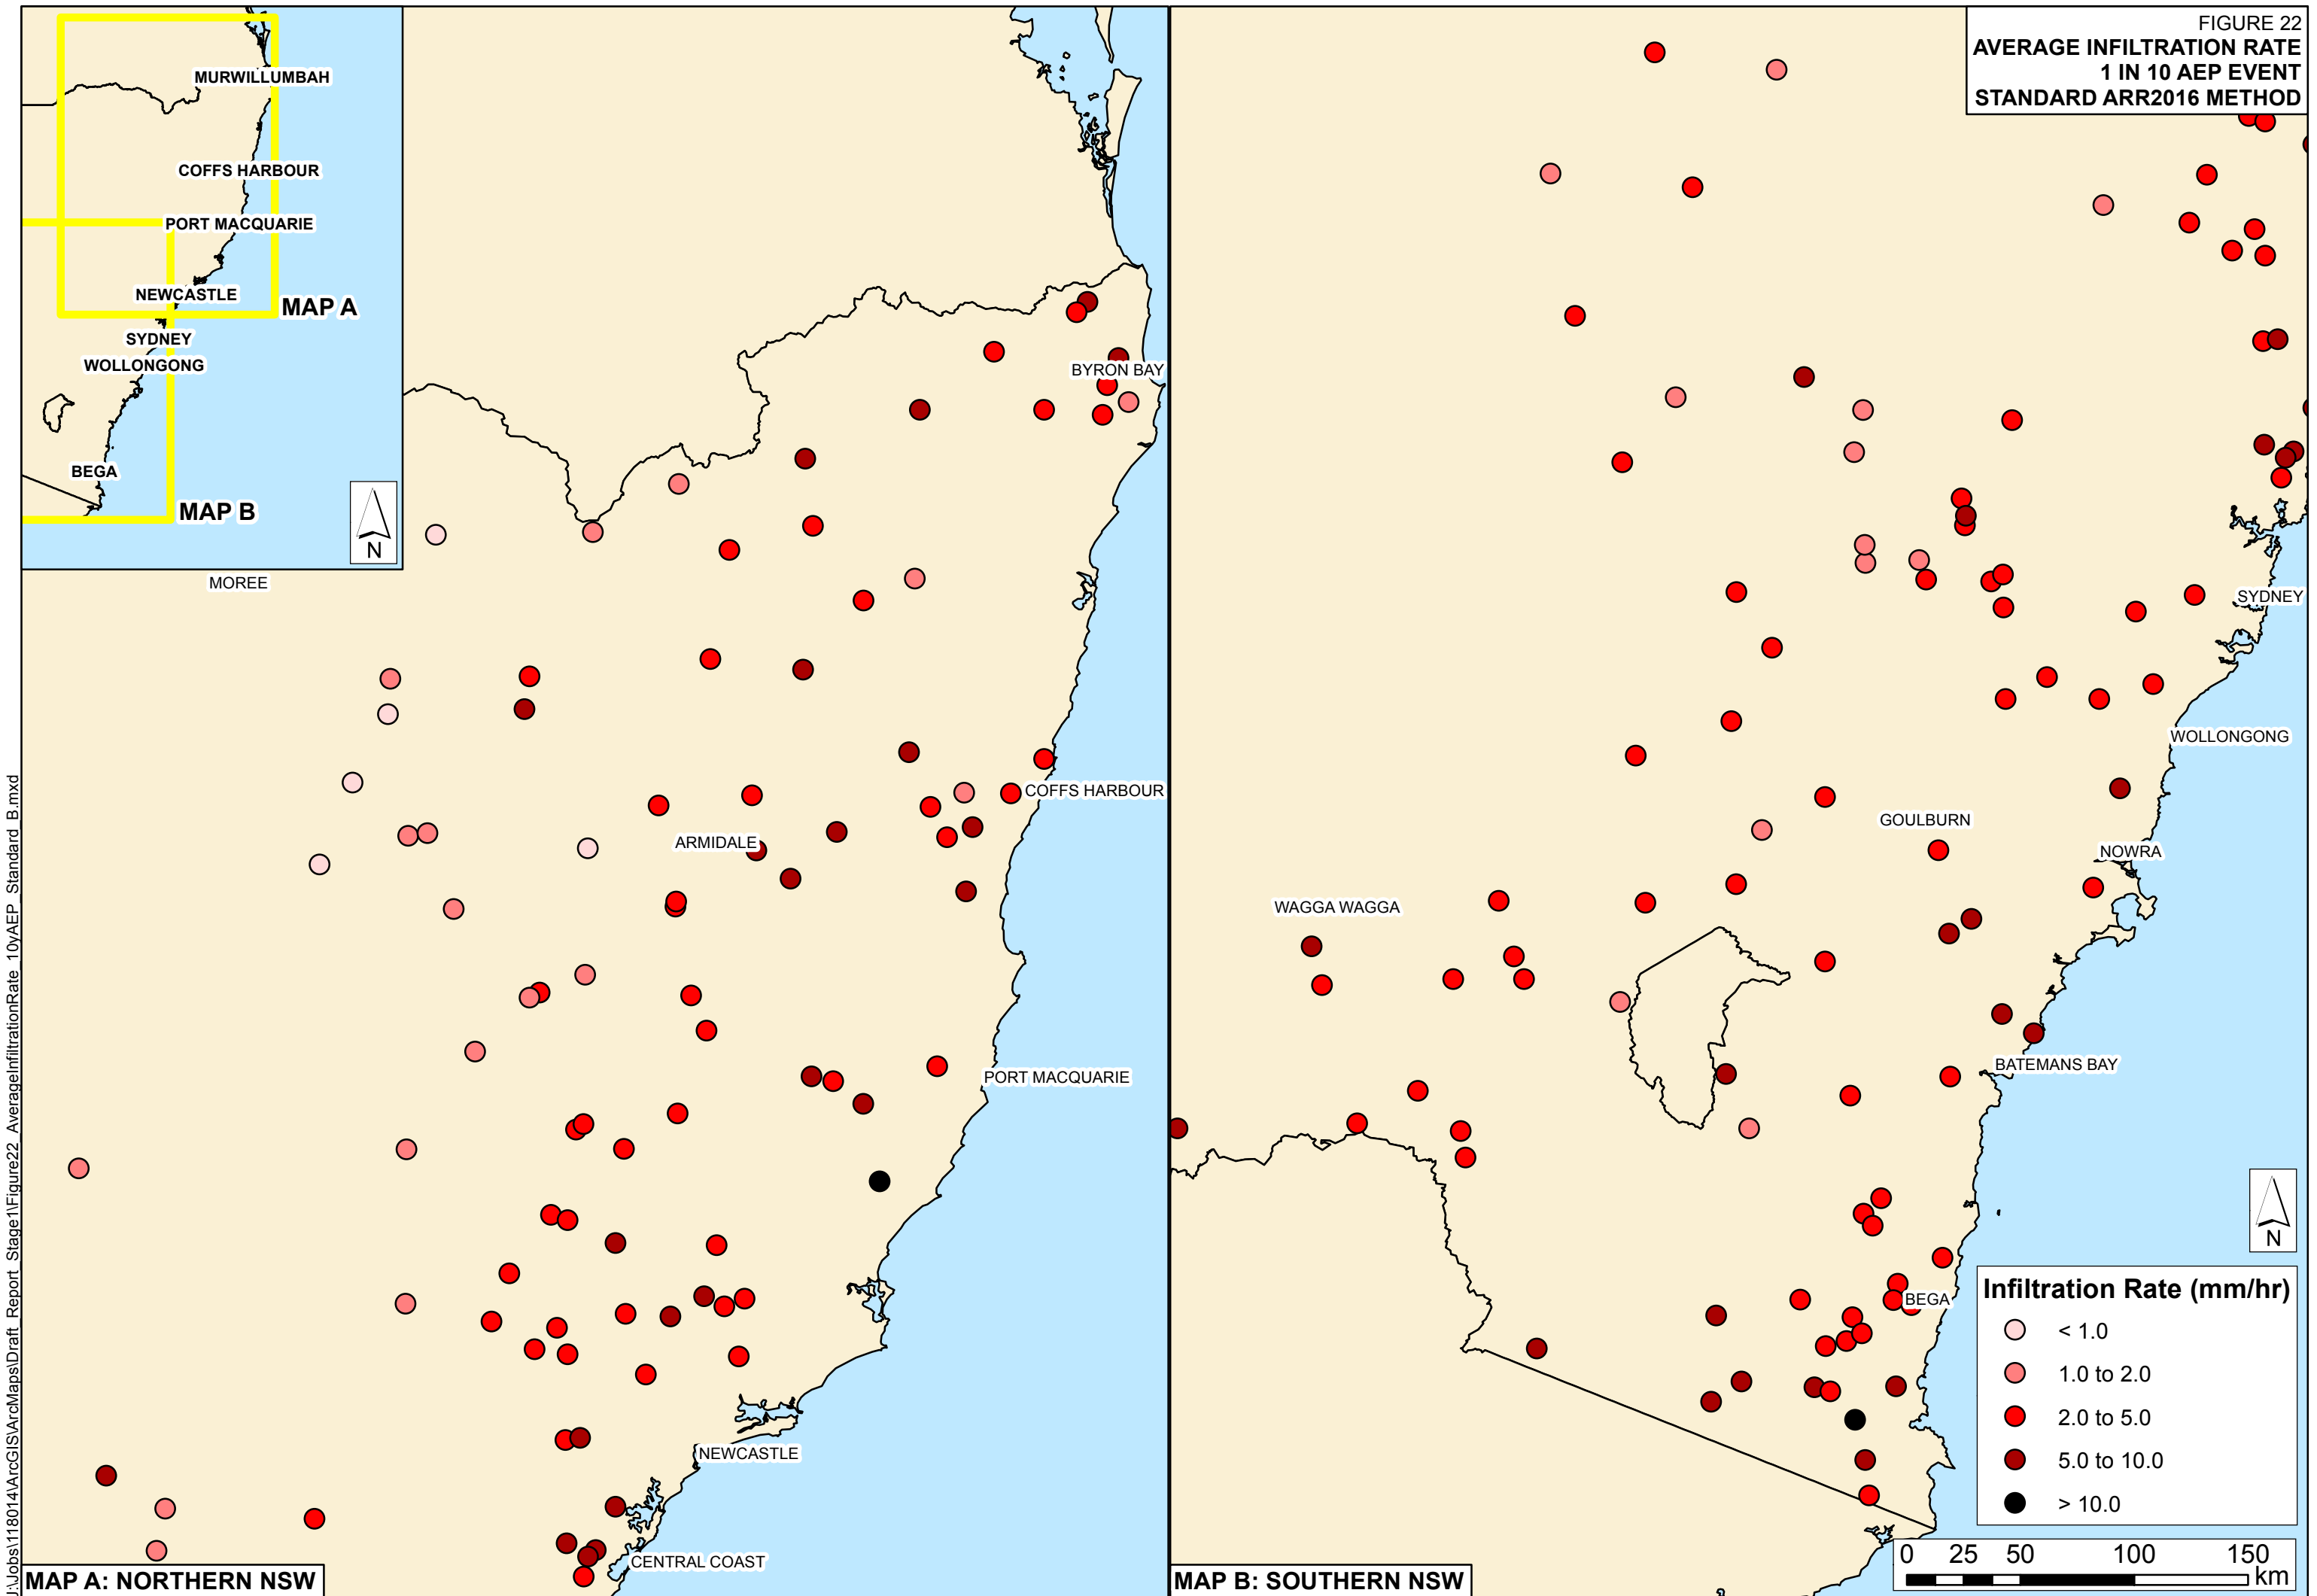 FIGURE 22
AVERAGE INFILTRATION RATE
1 IN 10 AEP EVENT
STANDARD ARR2016 METHOD
MURWILLUMBAH
COFFS HARBOUR
PORT MACQUARIE
NEWCASTLE
MAP A
SYDNEY
WOLLONGONG
BEGA
MAP B
N
MOREE
BYRON BAY
COFFS HARBOUR
ARMIDALE
PORT MACQUARIE
NEWCASTLE
CENTRAL COAST
MAP A: NORTHERN NSW
J:\Jobs\118014\ArcGIS\ArcMaps\Draft_Report_Stage1\Figure22_AverageInfiltrationRate_10yAEP_Standard_B.mxd
SYDNEY
WOLLONGONG
GOULBURN
NOWRA
WAGGA WAGGA
BATEMANS BAY
BEGA
N
Infiltration Rate (mm/hr)
< 1.0
1.0 to 2.0
2.0 to 5.0
5.0 to 10.0
> 10.0
0 25 50 100 150
km
MAP B: SOUTHERN NSW